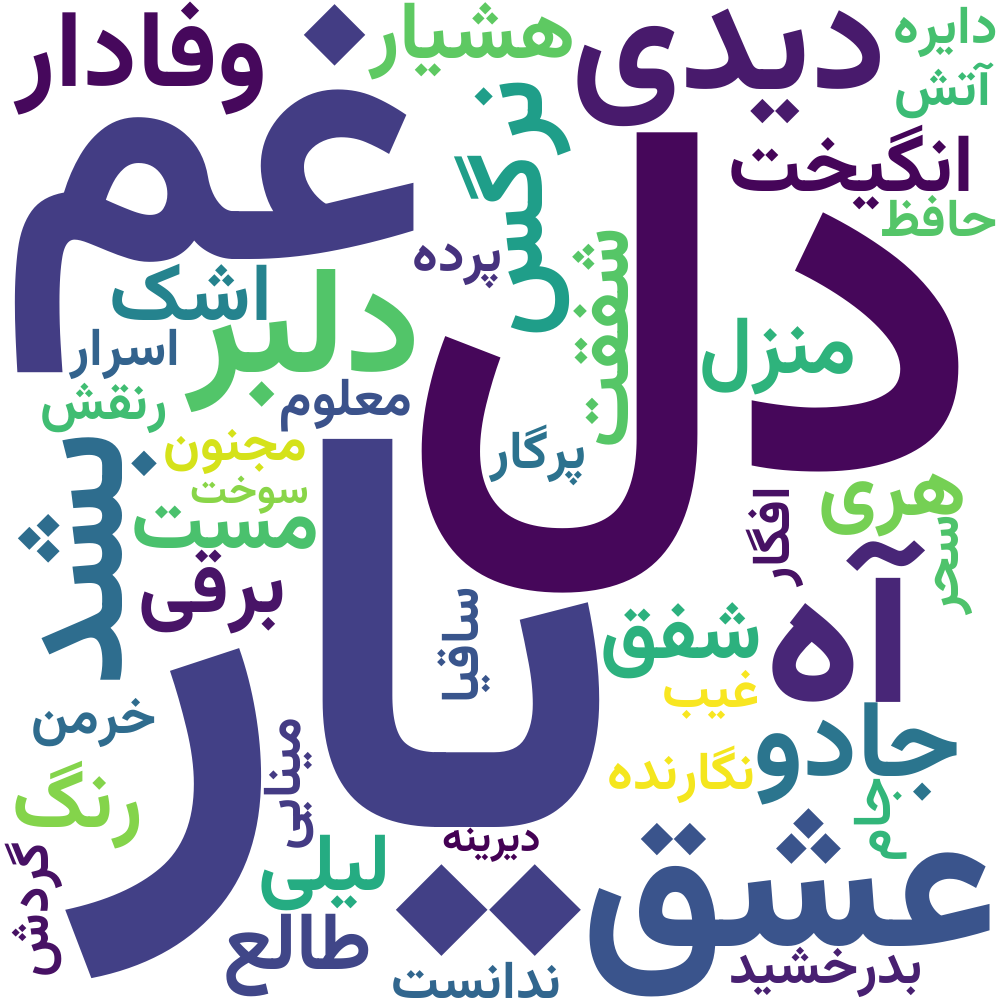 وفادار
هشیار
دیدی
دایره
آتش
غم
نرگس
دل
انگیخت
حافظ
پرده
شفقت
اشک
دلبر
اسرار
منزل
رنقش
معلوم
بشد
مجنون
پرگار
سوخت
مست
هری
افگار
سحر
برقی
آه
ساقیا
یار
شفق
غیب
خرمن
جادو
مینایی
نگارنده
رنگ
جام
دیرینه
لیلی
عشق
گردش
طالع
ندانست
بدرخشید